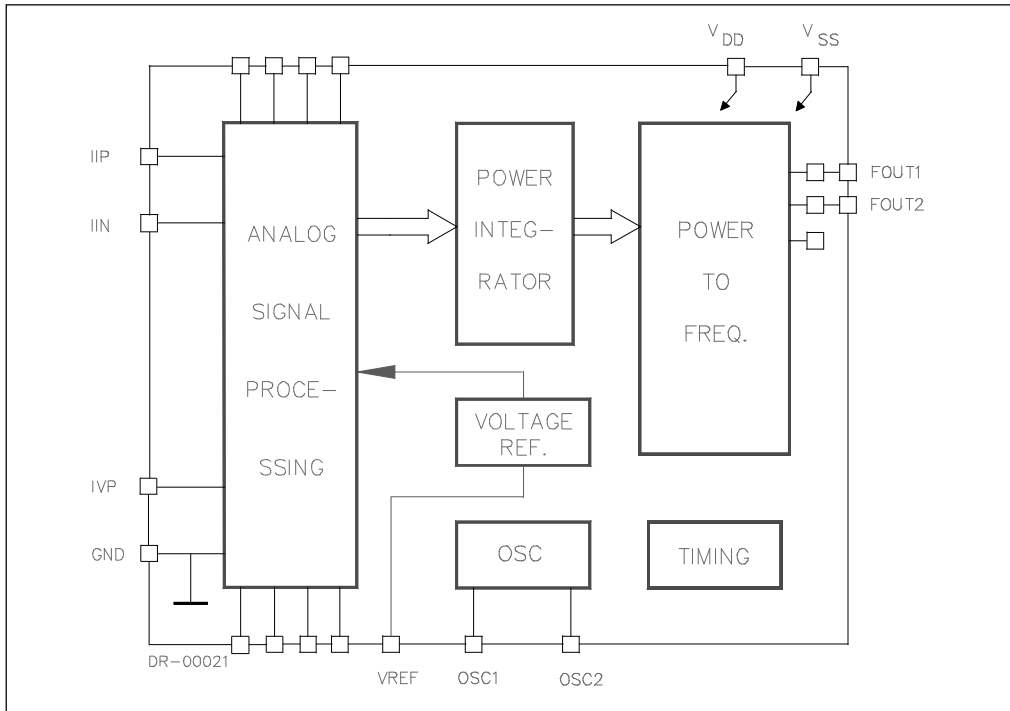 V DD
V SS
IIP
IIN
IVP
GND
ANALOG
SIGNAL
PROCE-
SSING
POWER
INTEG-
RATOR
POWER
TO
FREQ.
FOUT1
FOUT2
VOLTAGE
REF.
OSC
TIMING
DR-00021
VREF
OSC1
OSC2